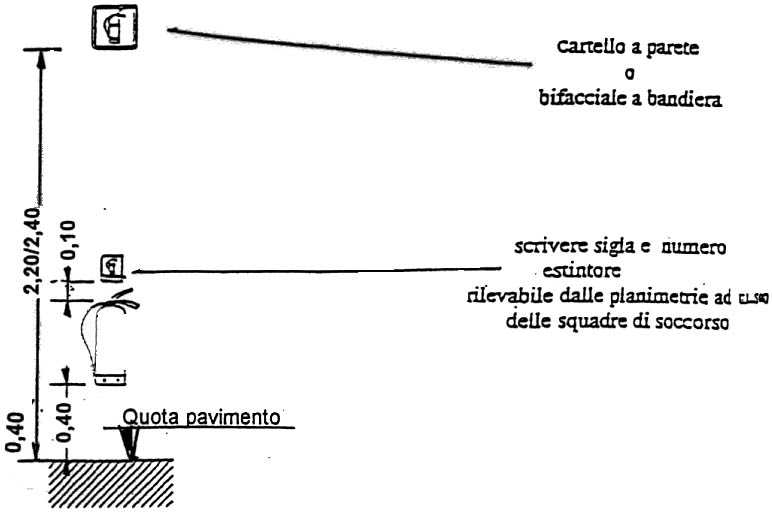 cartello a parete
o
bifacciale a bandiera
2,20/2,40
0,10
scrivere sigla e numero
estintore
rilevabile dalle planimetrie ad
delle squadre di soccorso
0,40
0,40
Quota pavimento